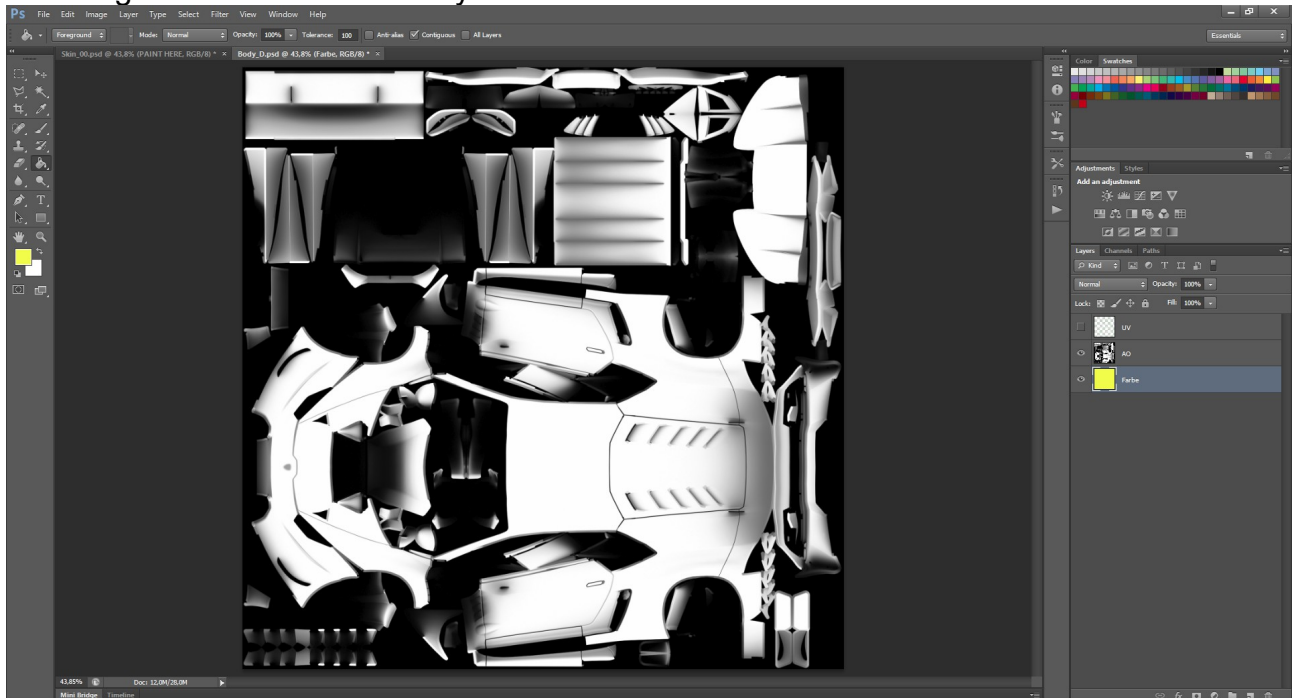 Ps File Edit Image Layer Type Select Filter View Window Help
Foreground Mode: Normal Opacity: 100% Tolerance: 100 Anti-alias Contiguous All Layers Essentials
Skin_00.psd @ 43,8% (PAINT HERE, RGB/8) * × Body_D.psd @ 43,8% (Farbe, RGB/8) * ×
Color Swatches
Adjustments Styles
Add an adjustment
Layers Channels Paths
Kind
Normal Opacity: 100%
Lock: Fill: 100%
UV
AO
Farbe
43,85% Doc: 12,0M/28,0M
Mini Bridge Timeline